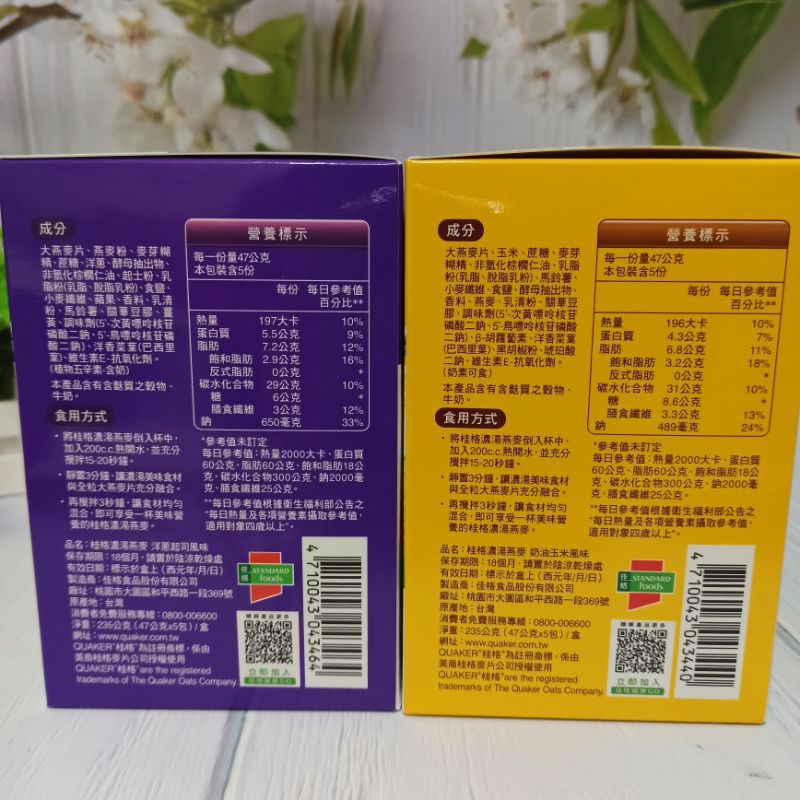 成分
大燕麥片、燕麥粉、麥芽糊
精、蔗糖、洋蔥、酵母抽出物、
非氫化棕櫚仁油、起士粉、乳
脂粉(乳脂、脫脂乳粉)、食鹽、
小麥纖維、蘋果、香料、乳清
粉、馬鈴薯、關華豆膠、薑
黃、調味劑(5'-次黃嘌呤核苷
磷酸二鈉、5'-鳥嘌呤核苷磷
酸二鈉)、洋香菜葉(巴西里
葉)、維生素E-抗氧化劑。
(植物五辛素-含奶)
本產品含有含麩質之穀物、
牛奶。
營養標示
每一份量47公克
本包裝含5份
每份 每日參考值
百分比**
熱量 197大卡 10%
蛋白質 5.5公克 9%
脂肪 7.2公克 12%
飽和脂肪 2.9公克 16%
反式脂肪 0公克 *
碳水化合物 29公克 10%
糖 6公克 *
膳食纖維 3公克 12%
鈉 650毫克 33%
食用方式
・將桂格濃湯燕麥倒入杯中，
加入200c.c.熱開水，並充分
攪拌15-20秒鐘。
・靜置3分鐘，讓濃湯美味食材
與全粒大燕麥片充分融合。
・再攪拌3秒鐘，讓食材均勻
混合，即可享受一杯美味營
養的桂格濃湯燕麥。
*參考值未訂定
每日參考值：熱量2000大卡、蛋白質
60公克、脂肪60公克、飽和脂肪18公
克、碳水化合物300公克、鈉2000毫
克、膳食纖維25公克。
**每日參考值根據衛生福利部公告之
"每日熱量及各項營養素攝取參考值，
適用對象四歲以上"。
品名：桂格濃湯燕麥 洋蔥起司風味
保存期限：18個月，請置於陰涼乾燥處
有效日期：標示於盒上 (西元年/月/日)
製造商：佳格食品股份有限公司
廠址：桃園市大園區和平西路一段369號
原產地：台灣
消費者免費服務專線：0800-006600
淨重：235公克 (47公克x5包) / 盒
網址：www.quaker.com.tw
QUAKER®桂格®為註冊商標，係由
美商桂格麥片公司授權使用
QUAKER®桂格®are the registered
trademarks of The Quaker Oats Company.
佳格
STANDARD
foods
瞭解產品更多
立即加入
佳格健康GO
4710043043464
成分
大燕麥片、玉米、蔗糖、麥芽
糊精、非氫化棕櫚仁油、乳脂
粉(乳脂、脫脂乳粉)、馬鈴薯、
小麥纖維、食鹽、酵母抽出物、
香料、燕麥、乳清粉、關華豆
膠、調味劑(5'-次黃嘌呤核苷
磷酸二鈉、5'-鳥嘌呤核苷磷酸
二鈉)、β-胡蘿蔔素、洋香菜葉
(巴西里葉)、黑胡椒粉、琥珀酸
二鈉、維生素E-抗氧化劑。
(奶素可食)
本產品含有含麩質之穀物、
牛奶。
營養標示
每一份量47公克
本包裝含5份
每份 每日參考值
百分比**
熱量 196大卡 10%
蛋白質 4.3公克 7%
脂肪 6.8公克 11%
飽和脂肪 3.2公克 18%
反式脂肪 0公克 *
碳水化合物 31公克 10%
糖 8.6公克 *
膳食纖維 3.3公克 13%
鈉 489毫克 24%
食用方式
・將桂格濃湯燕麥倒入杯中，
加入200c.c.熱開水，並充分
攪拌15-20秒鐘。
・靜置3分鐘，讓濃湯美味食材
與全粒大燕麥片充分融合。
・再攪拌3秒鐘，讓食材均勻
混合，即可享受一杯美味營
養的桂格濃湯燕麥。
*參考值未訂定
每日參考值：熱量2000大卡、蛋白質
60公克、脂肪60公克、飽和脂肪18公
克、碳水化合物300公克、鈉2000毫
克、膳食纖維25公克。
**每日參考值根據衛生福利部公告之
"每日熱量及各項營養素攝取參考值，
適用對象四歲以上"。
品名：桂格濃湯燕麥 奶油玉米風味
保存期限：18個月，請置於陰涼乾燥處
有效日期：標示於盒上 (西元年/月/日)
製造商：佳格食品股份有限公司
廠址：桃園市大園區和平西路一段369號
原產地：台灣
消費者免費服務專線：0800-006600
淨重：235公克 (47公克x5包) / 盒
網址：www.quaker.com.tw
QUAKER®桂格®為註冊商標，係由
美商桂格麥片公司授權使用
QUAKER®桂格®are the registered
trademarks of The Quaker Oats Company.
佳格
STANDARD
foods
瞭解產品更多
立即加入
佳格健康GO
4710043043440